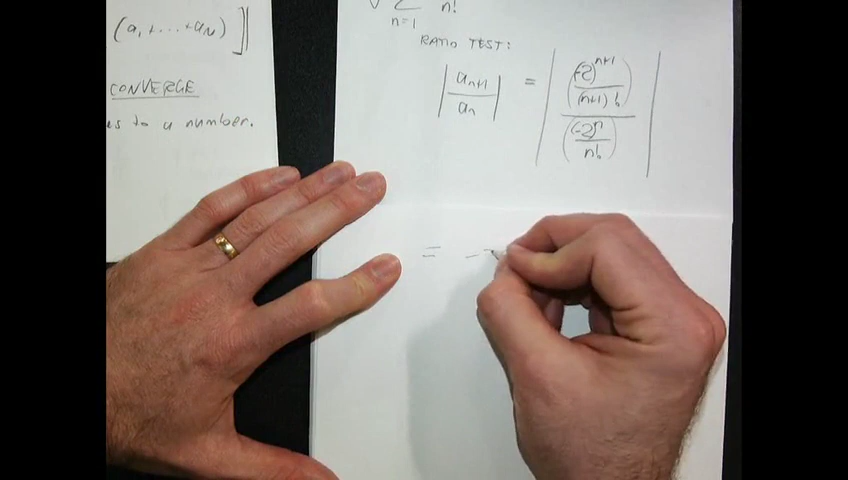 (a₁ + ... + aₙ)]|
CONVERGE
es to a number.
∑ n!
n=1
RATIO TEST:
|aₙ₊₁ / aₙ| = |((-2)ⁿ⁺¹ / (n+1)!) / ((-2)ⁿ / n!)|
= -